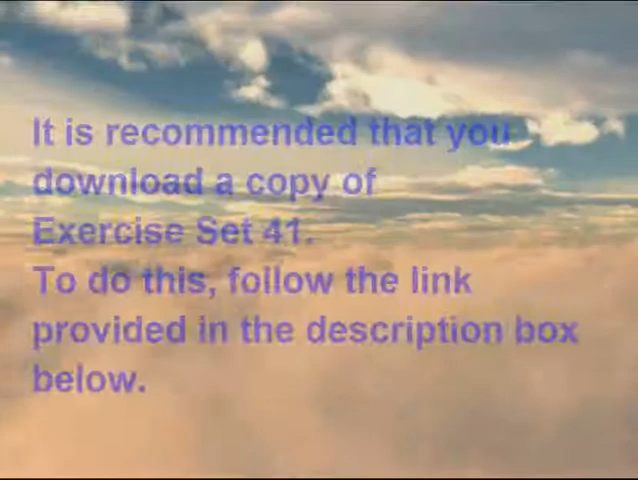 It is recommended that you
download a copy of
Exercise Set 41.
To do this, follow the link
provided in the description box
below.